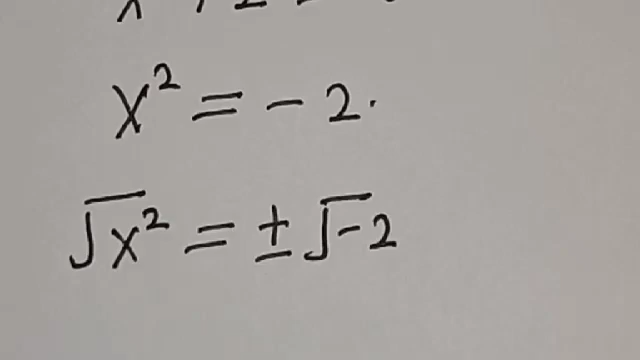 x² = - 2.
√x² = ± √-2